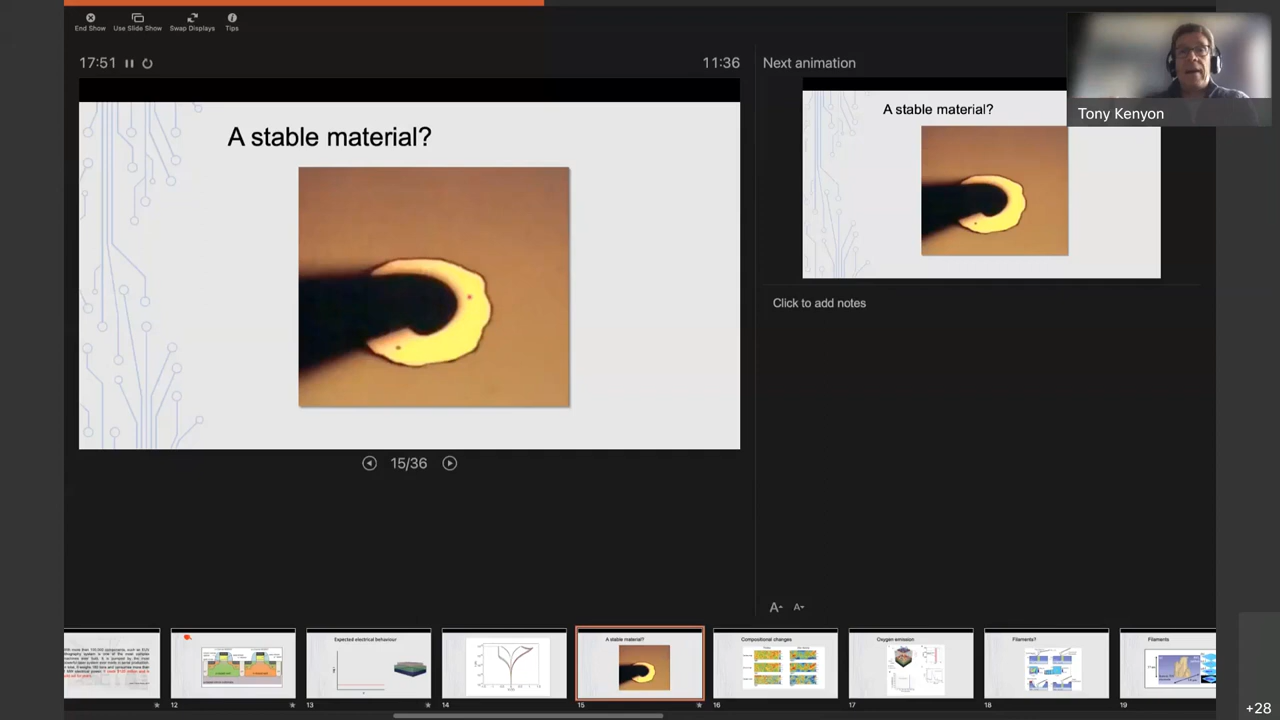 End Show
Use Slide Show
Swap Displays
Tips
17:51
11:36
Next animation
Tony Kenyon
A stable material?
A stable material?
Click to add notes
15/36
A
A
Expected electrical behaviour
A stable material?
Compositional changes
Oxygen emission
Filaments?
Filaments
12
13
14
15
16
17
18
19
+28